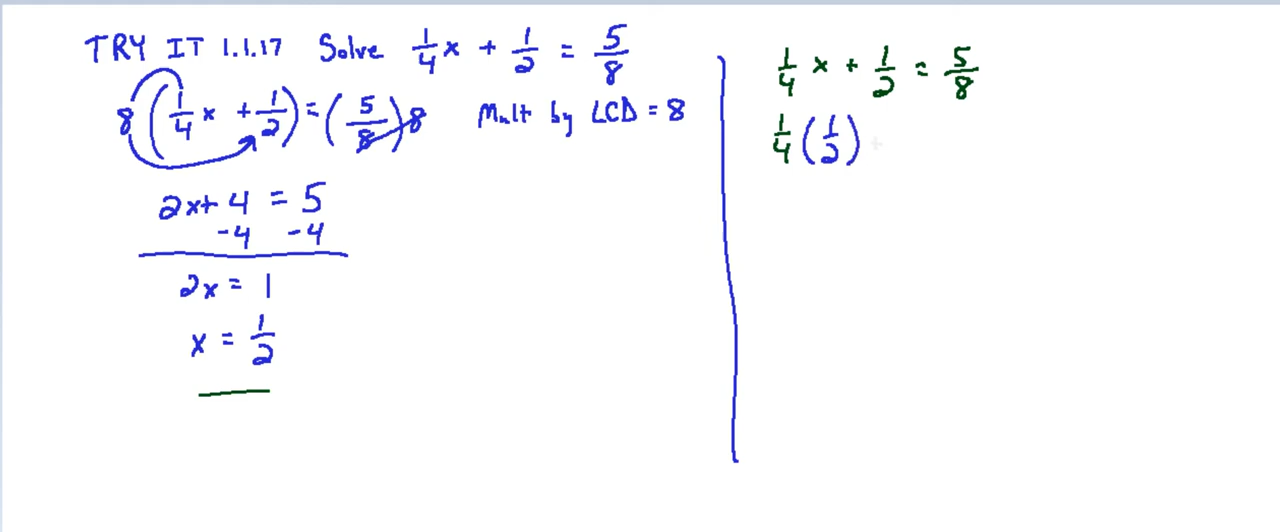 TRY IT 1.1.17 Solve 1/4 x + 1/2 = 5/8
8 (1/4 x + 1/2) = (5/8) 8 Mult by LCD = 8
2x + 4 = 5
-4 -4
2x = 1
x = 1/2
1/4 x + 1/2 = 5/8
1/4 (1/2) +